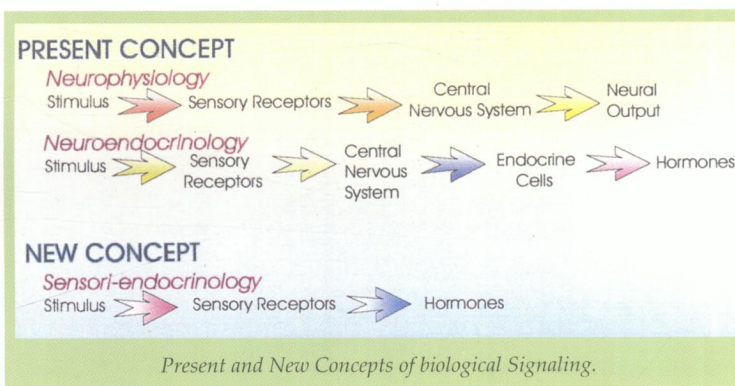 PRESENT CONCEPT
Neurophysiology
Stimulus Sensory Receptors Central Nervous System Neural Output
Neuroendocrinology
Stimulus Sensory Receptors Central Nervous System Endocrine Cells Hormones
NEW CONCEPT
Sensori-endocrinology
Stimulus Sensory Receptors Hormones
Present and New Concepts of biological Signaling.